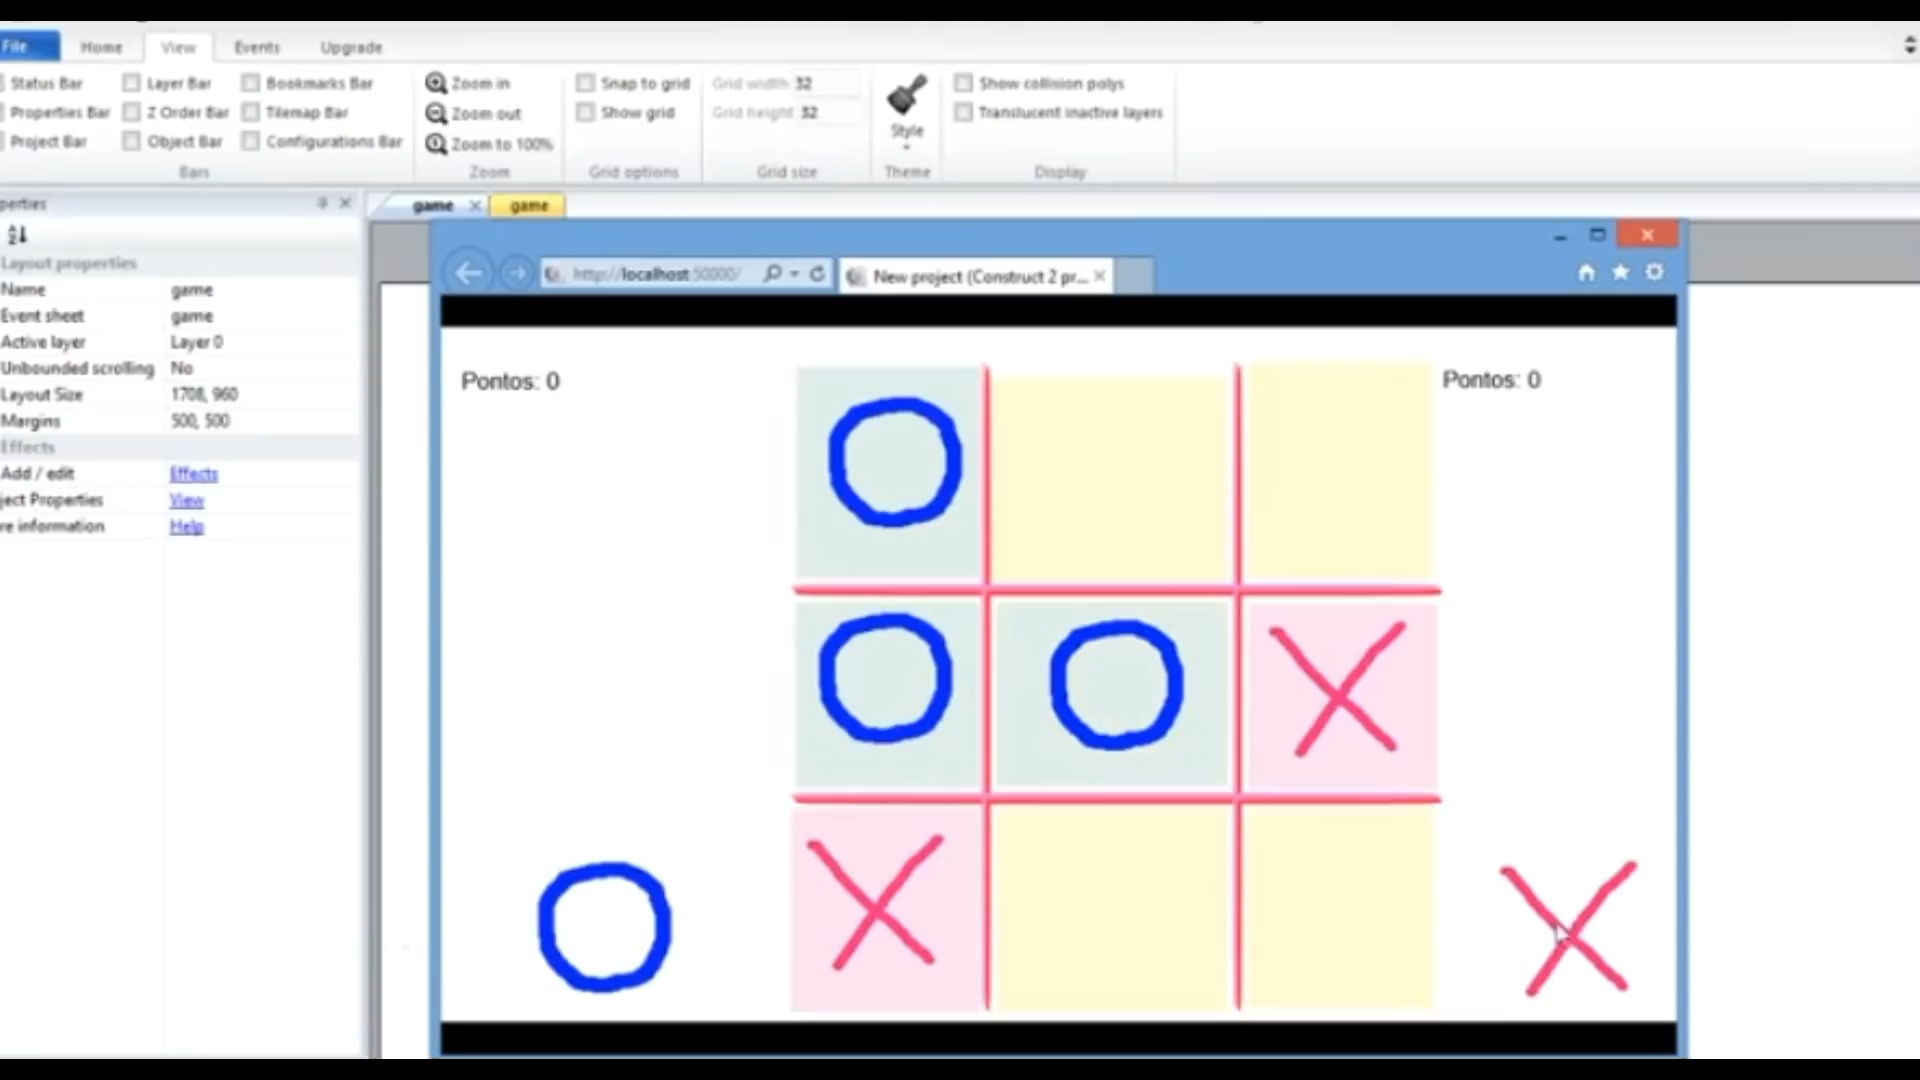 File Home View Events Upgrade
Status Bar Layer Bar Bookmarks Bar Zoom in Snap to grid Grid width 32 Show collision polys
Properties Bar Z Order Bar Tilemap Bar Zoom out Show grid Grid height 32 Style Translucent inactive layers
Project Bar Object Bar Configurations Bar Zoom to 100%
Bars Zoom Grid options Grid size Theme Display
perties game game
Layout properties
Name game
Event sheet game
Active layer Layer 0
Unbounded scrolling No
Layout Size 1708, 960
Margins 500, 500
Effects
Add / edit Effects
ject Properties View
re information Help
http://localhost:50000/ New project (Construct 2 pr...
Pontos: 0 Pontos: 0